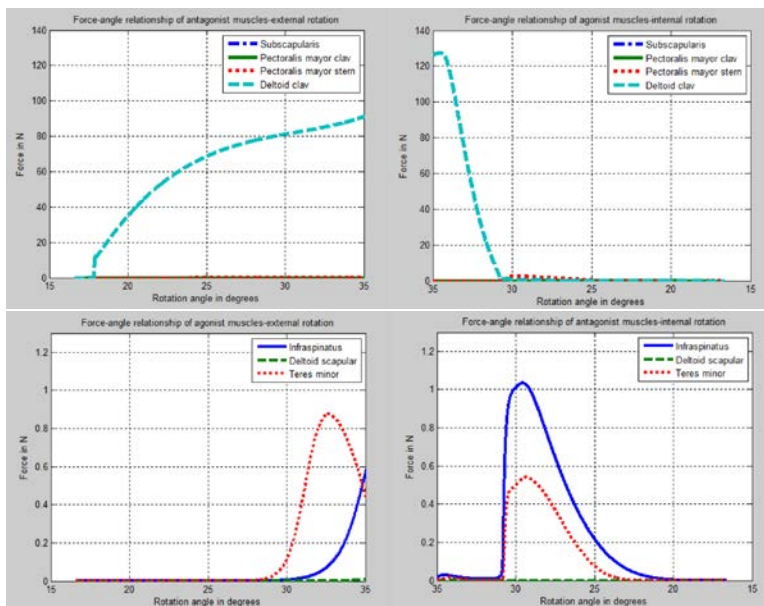 Force-angle relationship of antagonist muscles-external rotation
140
120
100
80
60
40
20
0
Force in N
Subscapularis
Pectoralis mayor clav
Pectoralis mayor stern
Deltoid clav
15 20 25 30 35
Rotation angle in degrees
Force-angle relationship of agonist muscles-internal rotation
140
120
100
80
60
40
20
0
Force in N
Subscapularis
Pectoralis mayor clav
Pectoralis mayor stern
Deltoid clav
35 30 25 20 15
Rotation angle in degrees
Force-angle relationship of agonist muscles-external rotation
1.2
1
0.8
0.6
0.4
0.2
0
Force in N
Infraspinatus
Deltoid scapular
Teres minor
15 20 25 30 35
Rotation angle in degrees
Force-angle relationship of antagonist muscles-internal rotation
1.2
1
0.8
0.6
0.4
0.2
0
Force in N
Infraspinatus
Deltoid scapular
Teres minor
35 30 25 20 15
Rotation angle in degrees